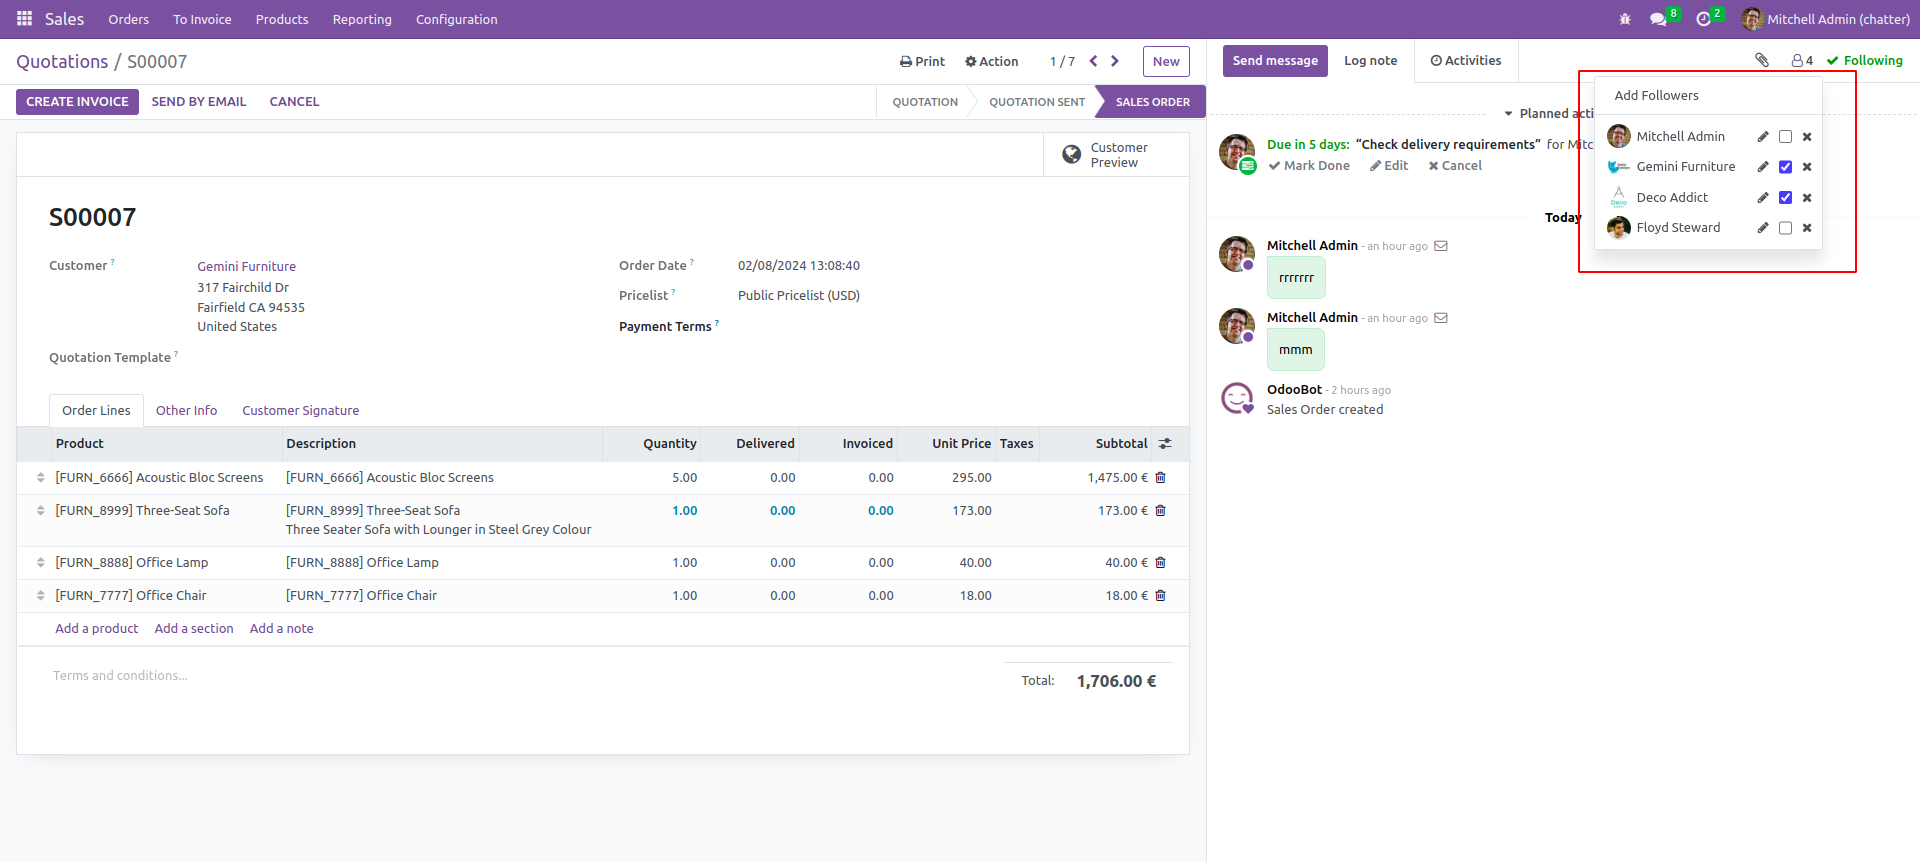 Sales Orders To Invoice Products Reporting Configuration 8 2 Mitchell Admin (chatter)
Quotations / S00007 Print Action 1 / 7 New
CREATE INVOICE SEND BY EMAIL CANCEL QUOTATION QUOTATION SENT SALES ORDER
Customer
Preview
S00007
Customer ? Gemini Furniture
317 Fairchild Dr
Fairfield CA 94535
United States
Quotation Template ?
Order Date ? 02/08/2024 13:08:40
Pricelist ? Public Pricelist (USD)
Payment Terms ?
Order Lines Other Info Customer Signature
Product Description Quantity Delivered Invoiced Unit Price Taxes Subtotal
[FURN_6666] Acoustic Bloc Screens [FURN_6666] Acoustic Bloc Screens 5.00 0.00 0.00 295.00 1,475.00 €
[FURN_8999] Three-Seat Sofa [FURN_8999] Three-Seat Sofa 1.00 0.00 0.00 173.00 173.00 €
Three Seater Sofa with Lounger in Steel Grey Colour
[FURN_8888] Office Lamp [FURN_8888] Office Lamp 1.00 0.00 0.00 40.00 40.00 €
[FURN_7777] Office Chair [FURN_7777] Office Chair 1.00 0.00 0.00 18.00 18.00 €
Add a product Add a section Add a note
Terms and conditions...
Total: 1,706.00 €
Send message Log note Activities 4 Following
Planned acti
Due in 5 days: “Check delivery requirements” for Mitc
Mark Done Edit Cancel
Today
Mitchell Admin - an hour ago
rrrrrrr
Mitchell Admin - an hour ago
mmm
OdooBot - 2 hours ago
Sales Order created
Add Followers
Mitchell Admin
Gemini Furniture
Deco Addict
Floyd Steward